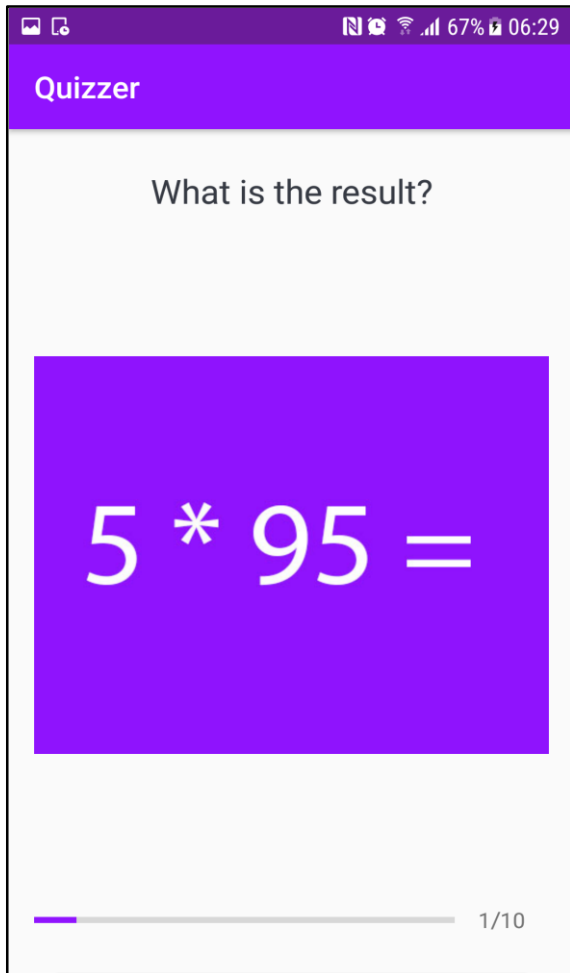 67% 06:29
Quizzer
What is the result?
5 * 95 =
1/10